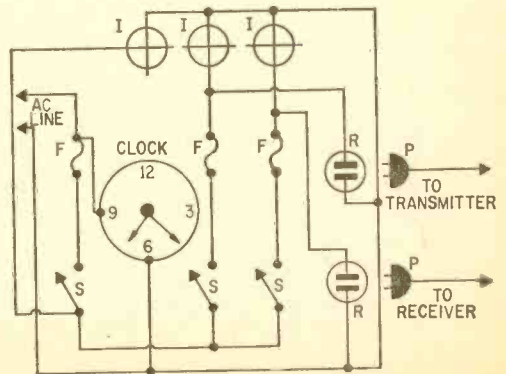 I I I
AC
LINE
F CLOCK F F R P
12
9 3
6
TO
TRANSMITTER
S S S
P
R
TO
RECEIVER